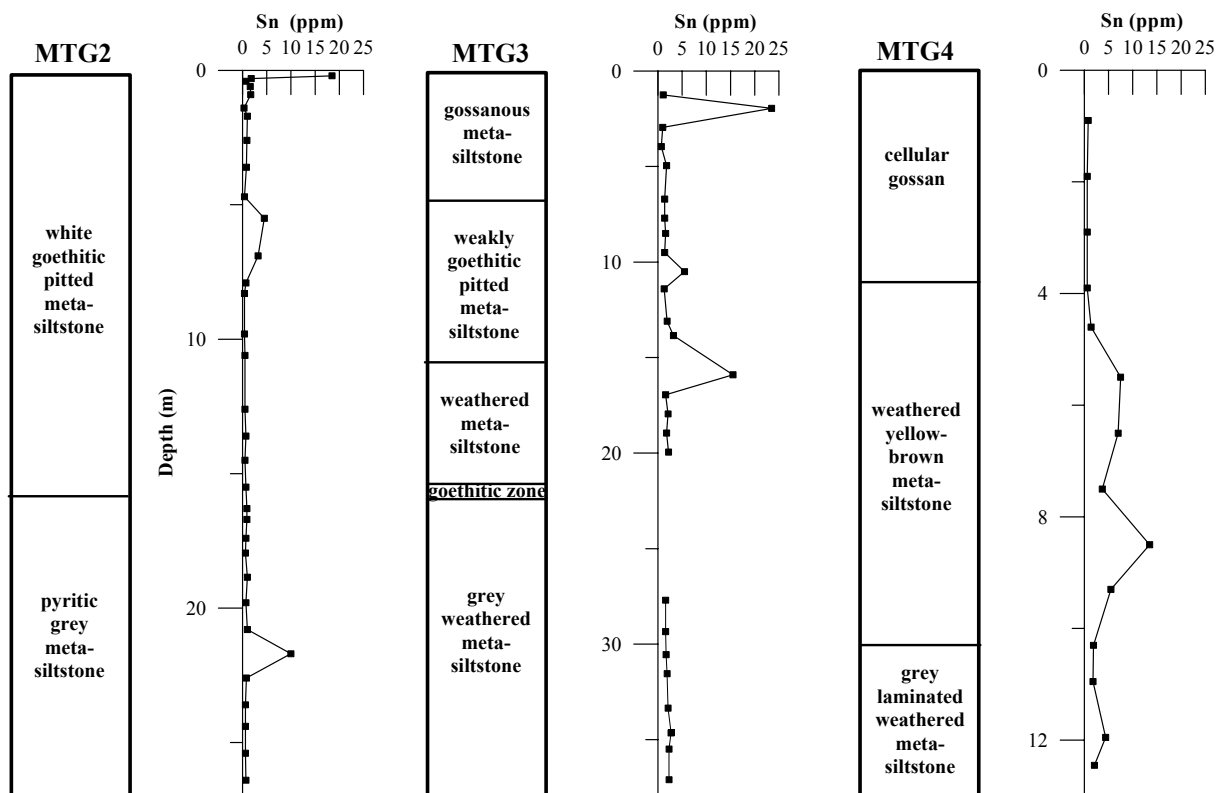 Sn (ppm)
MTG2
0 5 10 15 20 25
0
10
20
Depth (m)
white
goethitic
pitted
meta-
siltstone
pyritic
grey
meta-
siltstone
Sn (ppm)
MTG3
0 5 10 15 20 25
0
10
20
30
gossanous
meta-
siltstone
weakly
goethitic
pitted
meta-
siltstone
weathered
meta-
siltstone
goethitic zone
grey
weathered
meta-
siltstone
Sn (ppm)
MTG4
0 5 10 15 20 25
0
4
8
12
cellular
gossan
weathered
yellow-
brown
meta-
siltstone
grey
laminated
weathered
meta-
siltstone